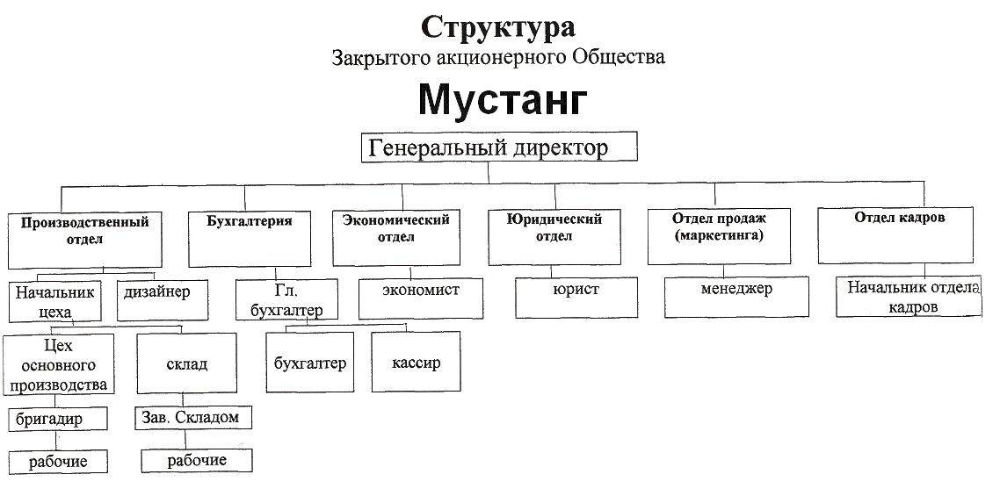 Структура
Закрытого акционерного Общества
Мустанг
Генеральный директор
Производственный
отдел
Бухгалтерия
Экономический
отдел
Юридический
отдел
Отдел продаж
(маркетинга)
Отдел кадров
Начальник
цеха
дизайнер
Гл.
бухгалтер
экономист
юрист
менеджер
Начальник отдела
кадров
Цех
основного
производства
склад
бухгалтер
кассир
бригадир
Зав. Складом
рабочие
рабочие